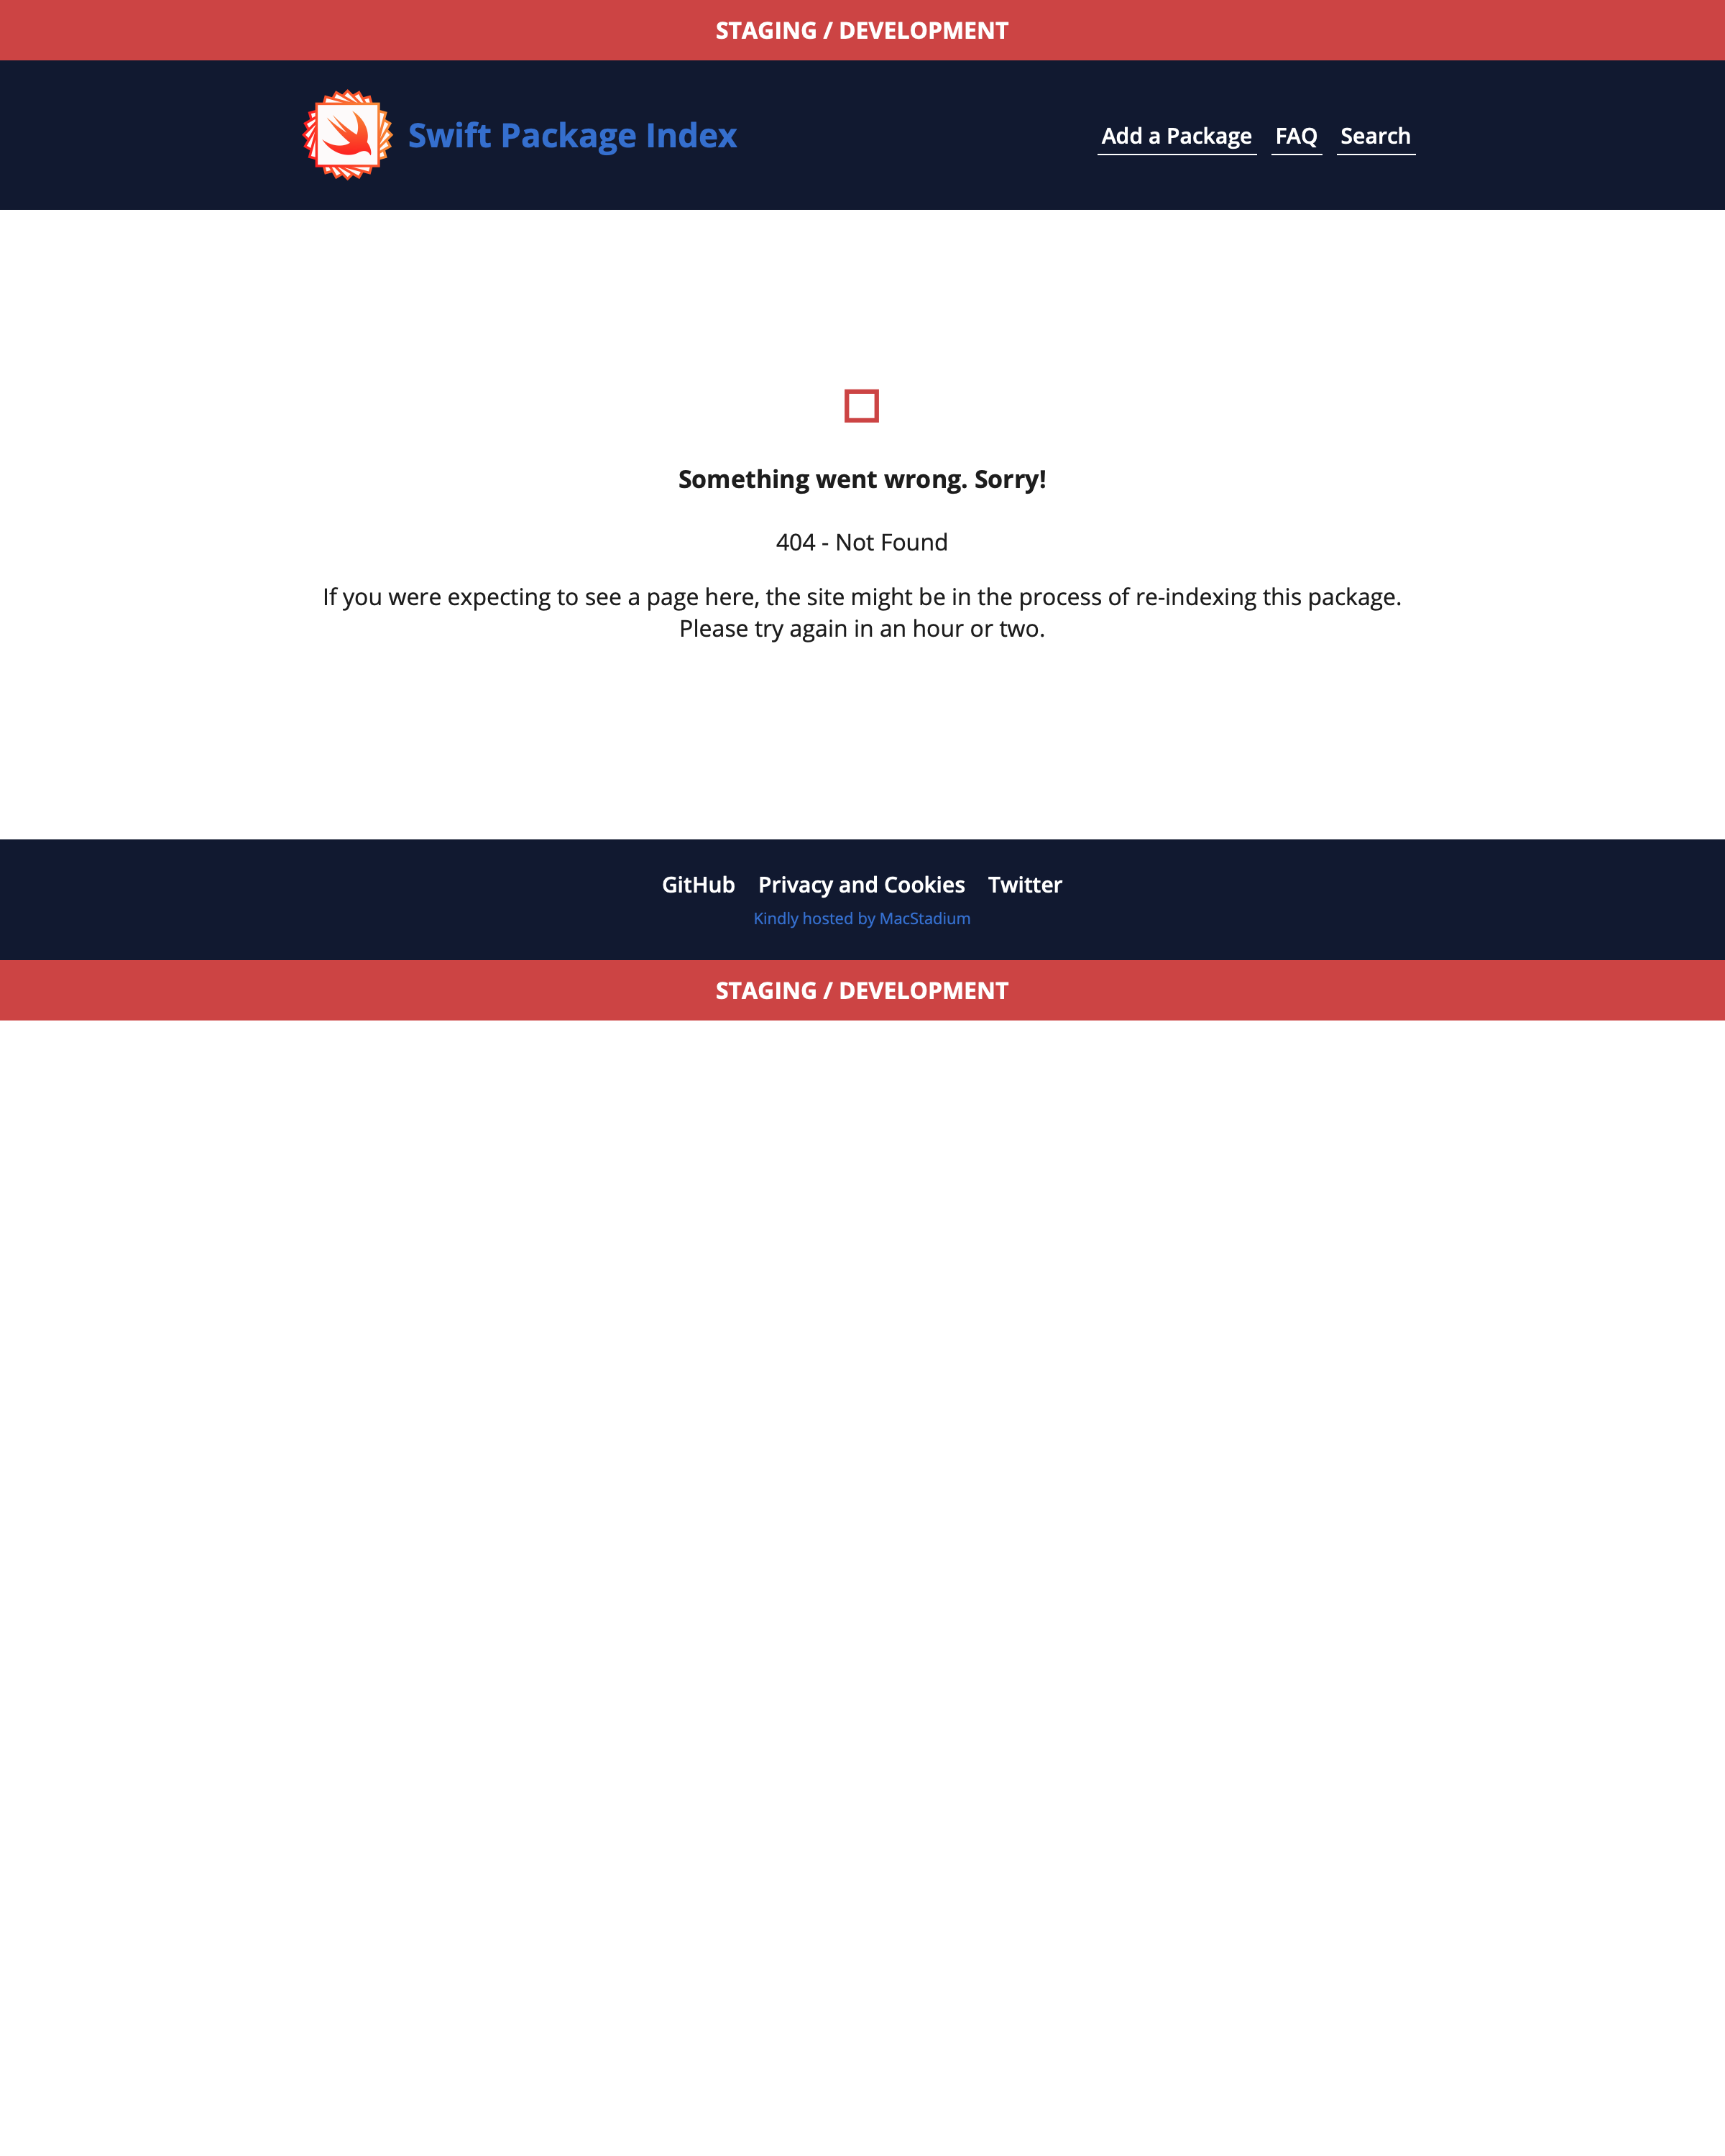 STAGING / DEVELOPMENT
Swift Package Index
Add a Package FAQ Search
Something went wrong. Sorry!
404 - Not Found
If you were expecting to see a page here, the site might be in the process of re-indexing this package.
Please try again in an hour or two.
GitHub Privacy and Cookies Twitter
Kindly hosted by MacStadium
STAGING / DEVELOPMENT